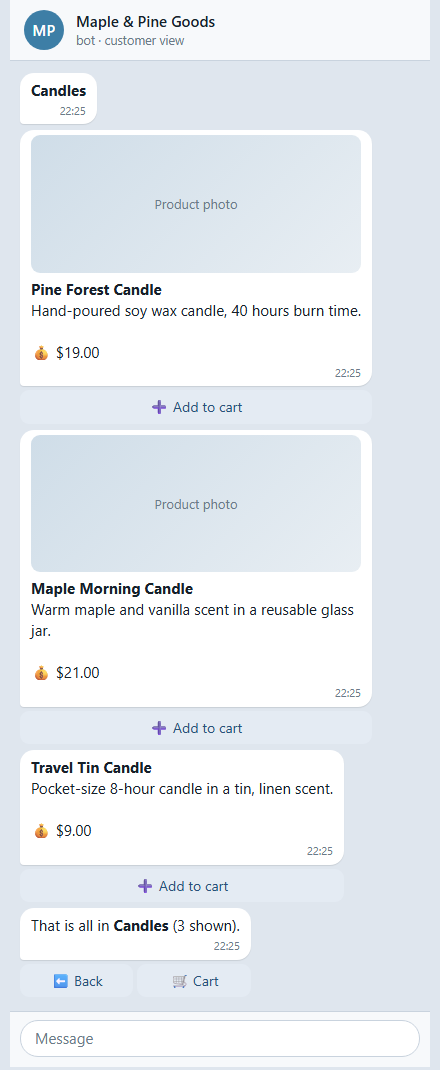 MP
Maple & Pine Goods
bot · customer view
Candles
22:25
Product photo
Pine Forest Candle
Hand-poured soy wax candle, 40 hours burn time.
💰 $19.00
22:25
➕ Add to cart
Product photo
Maple Morning Candle
Warm maple and vanilla scent in a reusable glass
jar.
💰 $21.00
22:25
➕ Add to cart
Travel Tin Candle
Pocket-size 8-hour candle in a tin, linen scent.
💰 $9.00
22:25
➕ Add to cart
That is all in Candles (3 shown).
22:25
⬅️ Back
🛒 Cart
Message